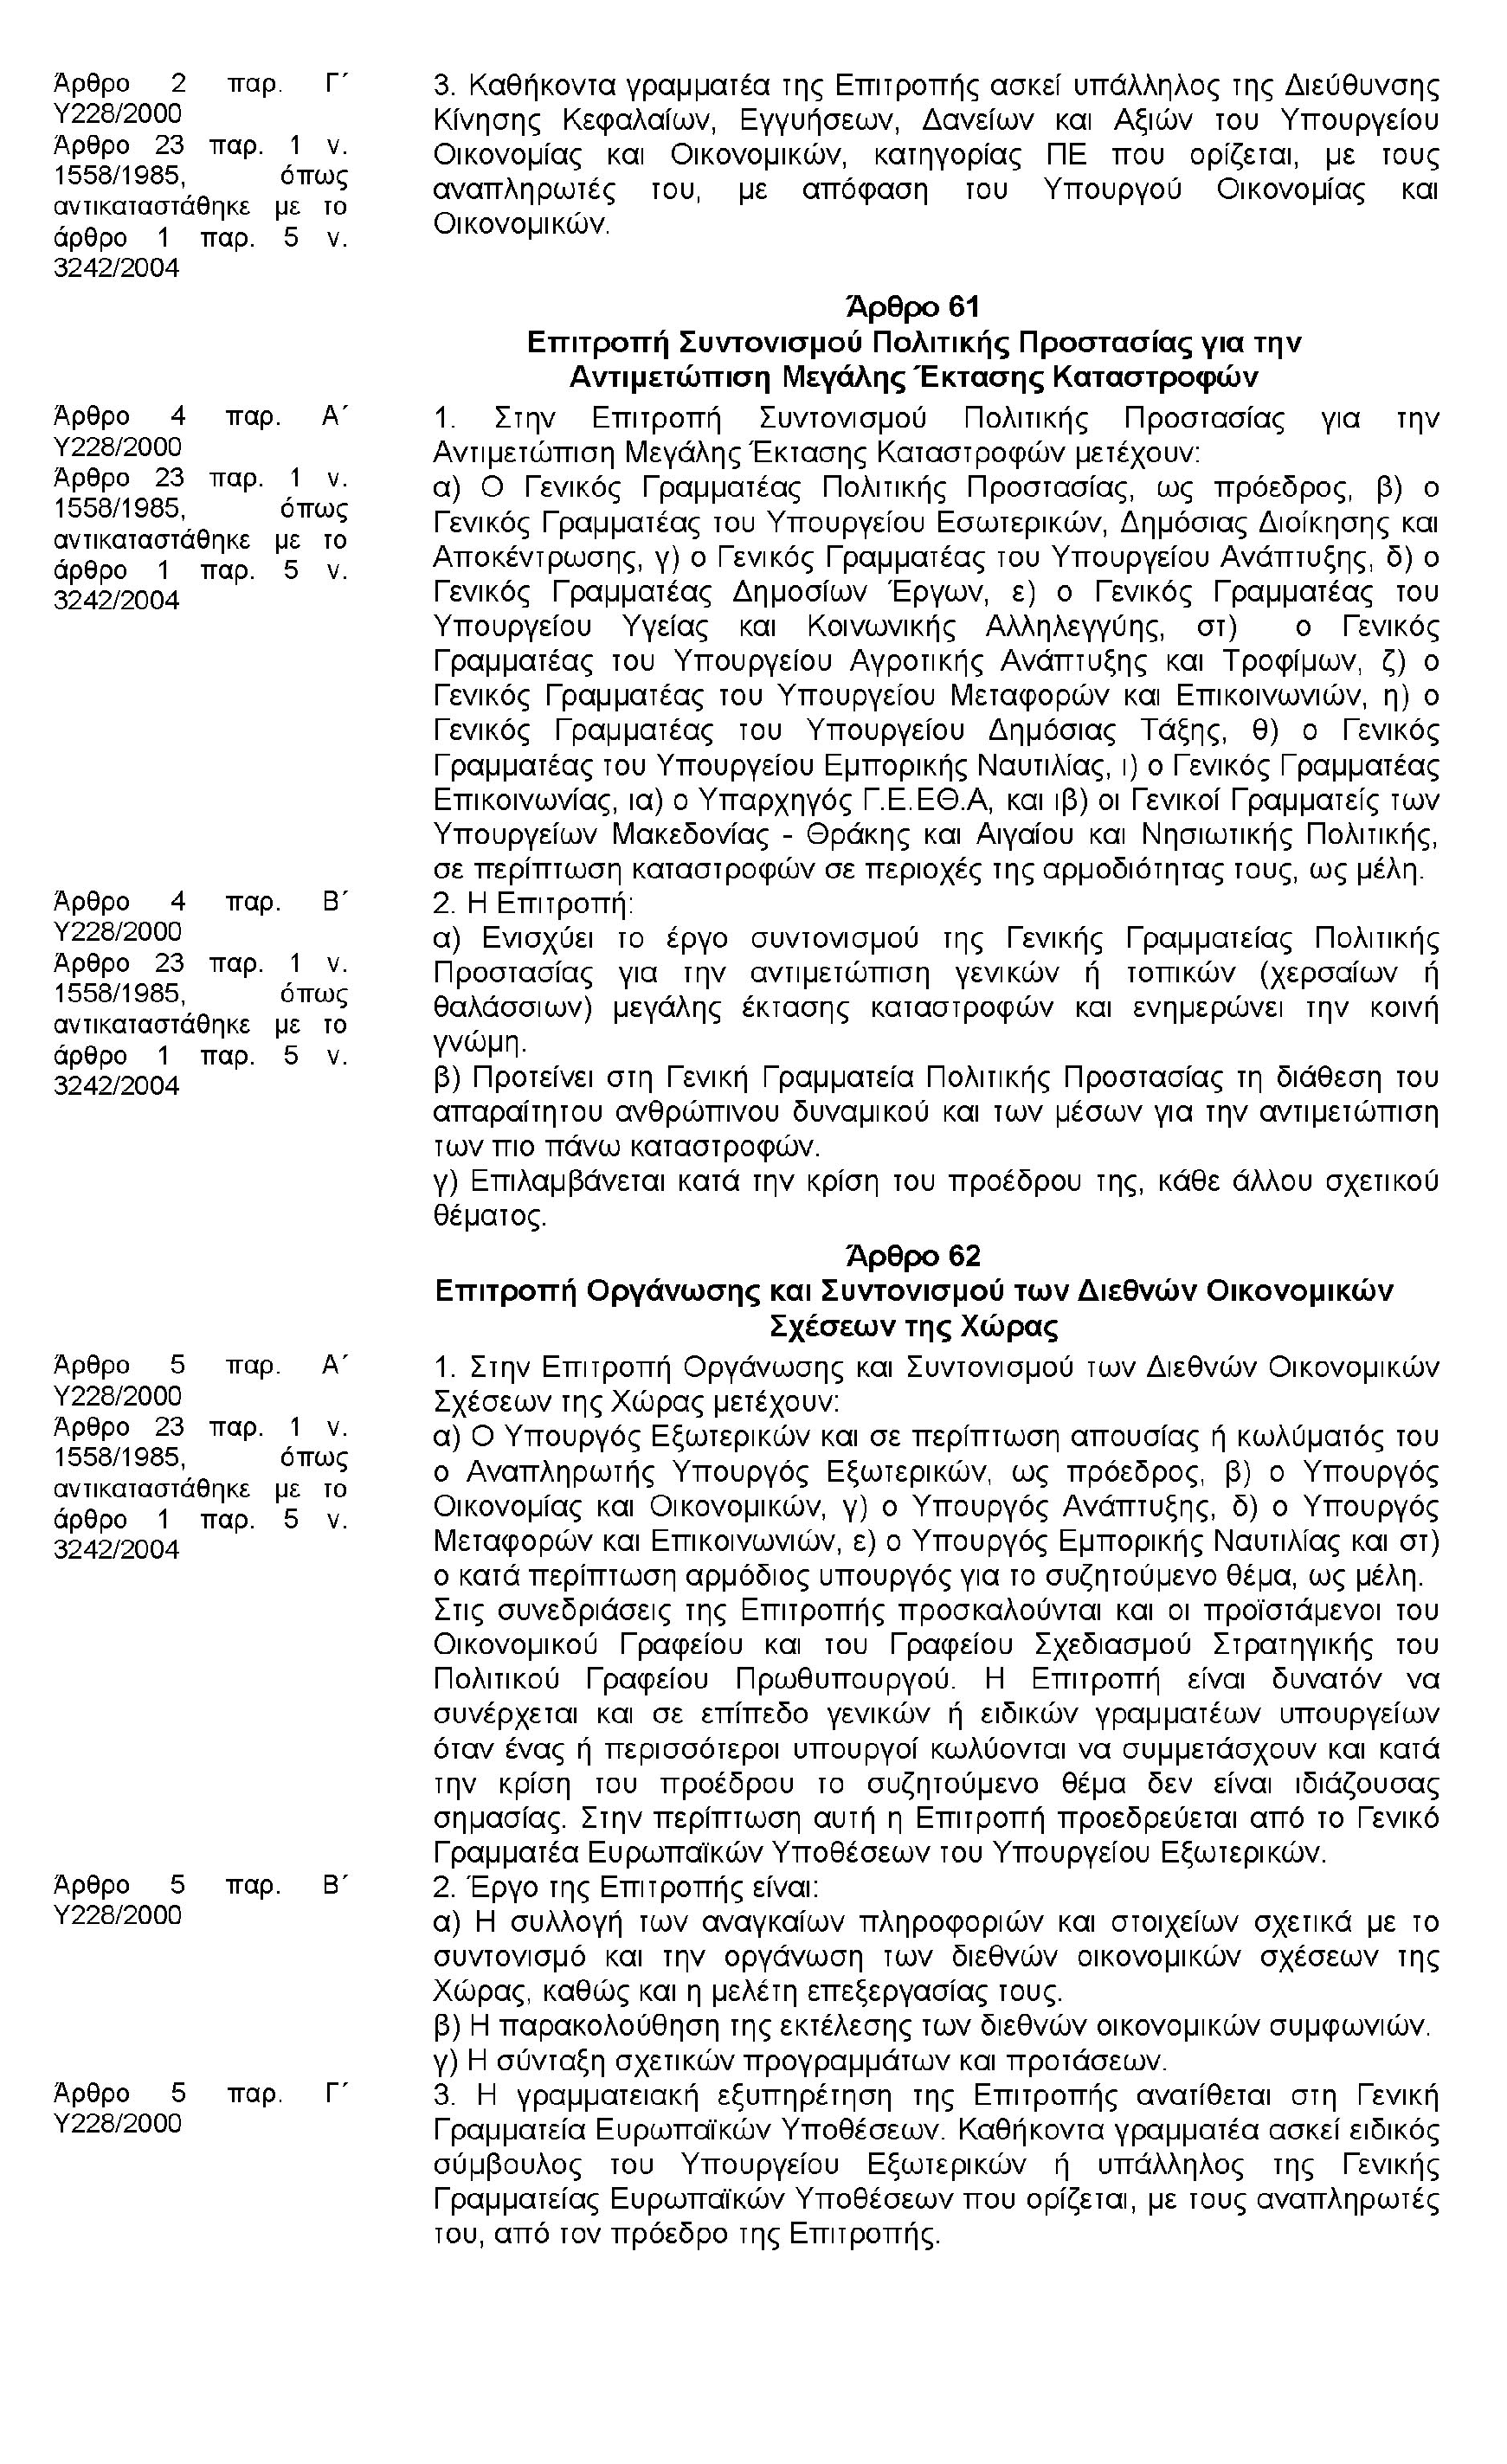 Άρθρο 2 παρ. Γ΄
Υ228/2000
Άρθρο 23 παρ. 1 ν.
1558/1985, όπως
αντικαταστάθηκε με το
άρθρο 1 παρ. 5 ν.
3242/2004
3. Καθήκοντα γραμματέα της Επιτροπής ασκεί υπάλληλος της Διεύθυνσης
Κίνησης Κεφαλαίων, Εγγυήσεων, Δανείων και Αξιών του Υπουργείου
Οικονομίας και Οικονομικών, κατηγορίας ΠΕ που ορίζεται, με τους
αναπληρωτές του, με απόφαση του Υπουργού Οικονομίας και
Οικονομικών.
Άρθρο 61
Επιτροπή Συντονισμού Πολιτικής Προστασίας για την
Αντιμετώπιση Μεγάλης Έκτασης Καταστροφών
Άρθρο 4 παρ. Α΄
Υ228/2000
Άρθρο 23 παρ. 1 ν.
1558/1985, όπως
αντικαταστάθηκε με το
άρθρο 1 παρ. 5 ν.
3242/2004
1. Στην Επιτροπή Συντονισμού Πολιτικής Προστασίας για την
Αντιμετώπιση Μεγάλης Έκτασης Καταστροφών μετέχουν:
α) Ο Γενικός Γραμματέας Πολιτικής Προστασίας, ως πρόεδρος, β) ο
Γενικός Γραμματέας του Υπουργείου Εσωτερικών, Δημόσιας Διοίκησης και
Αποκέντρωσης, γ) ο Γενικός Γραμματέας του Υπουργείου Ανάπτυξης, δ) ο
Γενικός Γραμματέας Δημοσίων Έργων, ε) ο Γενικός Γραμματέας του
Υπουργείου Υγείας και Κοινωνικής Αλληλεγγύης, στ) ο Γενικός
Γραμματέας του Υπουργείου Αγροτικής Ανάπτυξης και Τροφίμων, ζ) ο
Γενικός Γραμματέας του Υπουργείου Μεταφορών και Επικοινωνιών, η) ο
Γενικός Γραμματέας του Υπουργείου Δημόσιας Τάξης, θ) ο Γενικός
Γραμματέας του Υπουργείου Εμπορικής Ναυτιλίας, ι) ο Γενικός Γραμματέας
Επικοινωνίας, ια) ο Υπαρχηγός Γ.Ε.ΕΘ.Α, και ιβ) οι Γενικοί Γραμματείς των
Υπουργείων Μακεδονίας - Θράκης και Αιγαίου και Νησιωτικής Πολιτικής,
σε περίπτωση καταστροφών σε περιοχές της αρμοδιότητας τους, ως μέλη.
Άρθρο 4 παρ. Β΄
Υ228/2000
Άρθρο 23 παρ. 1 ν.
1558/1985, όπως
αντικαταστάθηκε με το
άρθρο 1 παρ. 5 ν.
3242/2004
2. Η Επιτροπή:
α) Ενισχύει το έργο συντονισμού της Γενικής Γραμματείας Πολιτικής
Προστασίας για την αντιμετώπιση γενικών ή τοπικών (χερσαίων ή
θαλάσσιων) μεγάλης έκτασης καταστροφών και ενημερώνει την κοινή
γνώμη.
β) Προτείνει στη Γενική Γραμματεία Πολιτικής Προστασίας τη διάθεση του
απαραίτητου ανθρώπινου δυναμικού και των μέσων για την αντιμετώπιση
των πιο πάνω καταστροφών.
γ) Επιλαμβάνεται κατά την κρίση του προέδρου της, κάθε άλλου σχετικού
θέματος.
Άρθρο 62
Επιτροπή Οργάνωσης και Συντονισμού των Διεθνών Οικονομικών
Σχέσεων της Χώρας
Άρθρο 5 παρ. Α΄
Υ228/2000
Άρθρο 23 παρ. 1 ν.
1558/1985, όπως
αντικαταστάθηκε με το
άρθρο 1 παρ. 5 ν.
3242/2004
1. Στην Επιτροπή Οργάνωσης και Συντονισμού των Διεθνών Οικονομικών
Σχέσεων της Χώρας μετέχουν:
α) Ο Υπουργός Εξωτερικών και σε περίπτωση απουσίας ή κωλύματός του
ο Αναπληρωτής Υπουργός Εξωτερικών, ως πρόεδρος, β) ο Υπουργός
Οικονομίας και Οικονομικών, γ) ο Υπουργός Ανάπτυξης, δ) ο Υπουργός
Μεταφορών και Επικοινωνιών, ε) ο Υπουργός Εμπορικής Ναυτιλίας και στ)
ο κατά περίπτωση αρμόδιος υπουργός για το συζητούμενο θέμα, ως μέλη.
Στις συνεδριάσεις της Επιτροπής προσκαλούνται και οι προϊστάμενοι του
Οικονομικού Γραφείου και του Γραφείου Σχεδιασμού Στρατηγικής του
Πολιτικού Γραφείου Πρωθυπουργού. Η Επιτροπή είναι δυνατόν να
συνέρχεται και σε επίπεδο γενικών ή ειδικών γραμματέων υπουργείων
όταν ένας ή περισσότεροι υπουργοί κωλύονται να συμμετάσχουν και κατά
την κρίση του προέδρου το συζητούμενο θέμα δεν είναι ιδιάζουσας
σημασίας. Στην περίπτωση αυτή η Επιτροπή προεδρεύεται από το Γενικό
Γραμματέα Ευρωπαϊκών Υποθέσεων του Υπουργείου Εξωτερικών.
Άρθρο 5 παρ. Β΄
Υ228/2000
2. Έργο της Επιτροπής είναι:
α) Η συλλογή των αναγκαίων πληροφοριών και στοιχείων σχετικά με το
συντονισμό και την οργάνωση των διεθνών οικονομικών σχέσεων της
Χώρας, καθώς και η μελέτη επεξεργασίας τους.
β) Η παρακολούθηση της εκτέλεσης των διεθνών οικονομικών συμφωνιών.
γ) Η σύνταξη σχετικών προγραμμάτων και προτάσεων.
Άρθρο 5 παρ. Γ΄
Υ228/2000
3. Η γραμματειακή εξυπηρέτηση της Επιτροπής ανατίθεται στη Γενική
Γραμματεία Ευρωπαϊκών Υποθέσεων. Καθήκοντα γραμματέα ασκεί ειδικός
σύμβουλος του Υπουργείου Εξωτερικών ή υπάλληλος της Γενικής
Γραμματείας Ευρωπαϊκών Υποθέσεων που ορίζεται, με τους αναπληρωτές
του, από τον πρόεδρο της Επιτροπής.